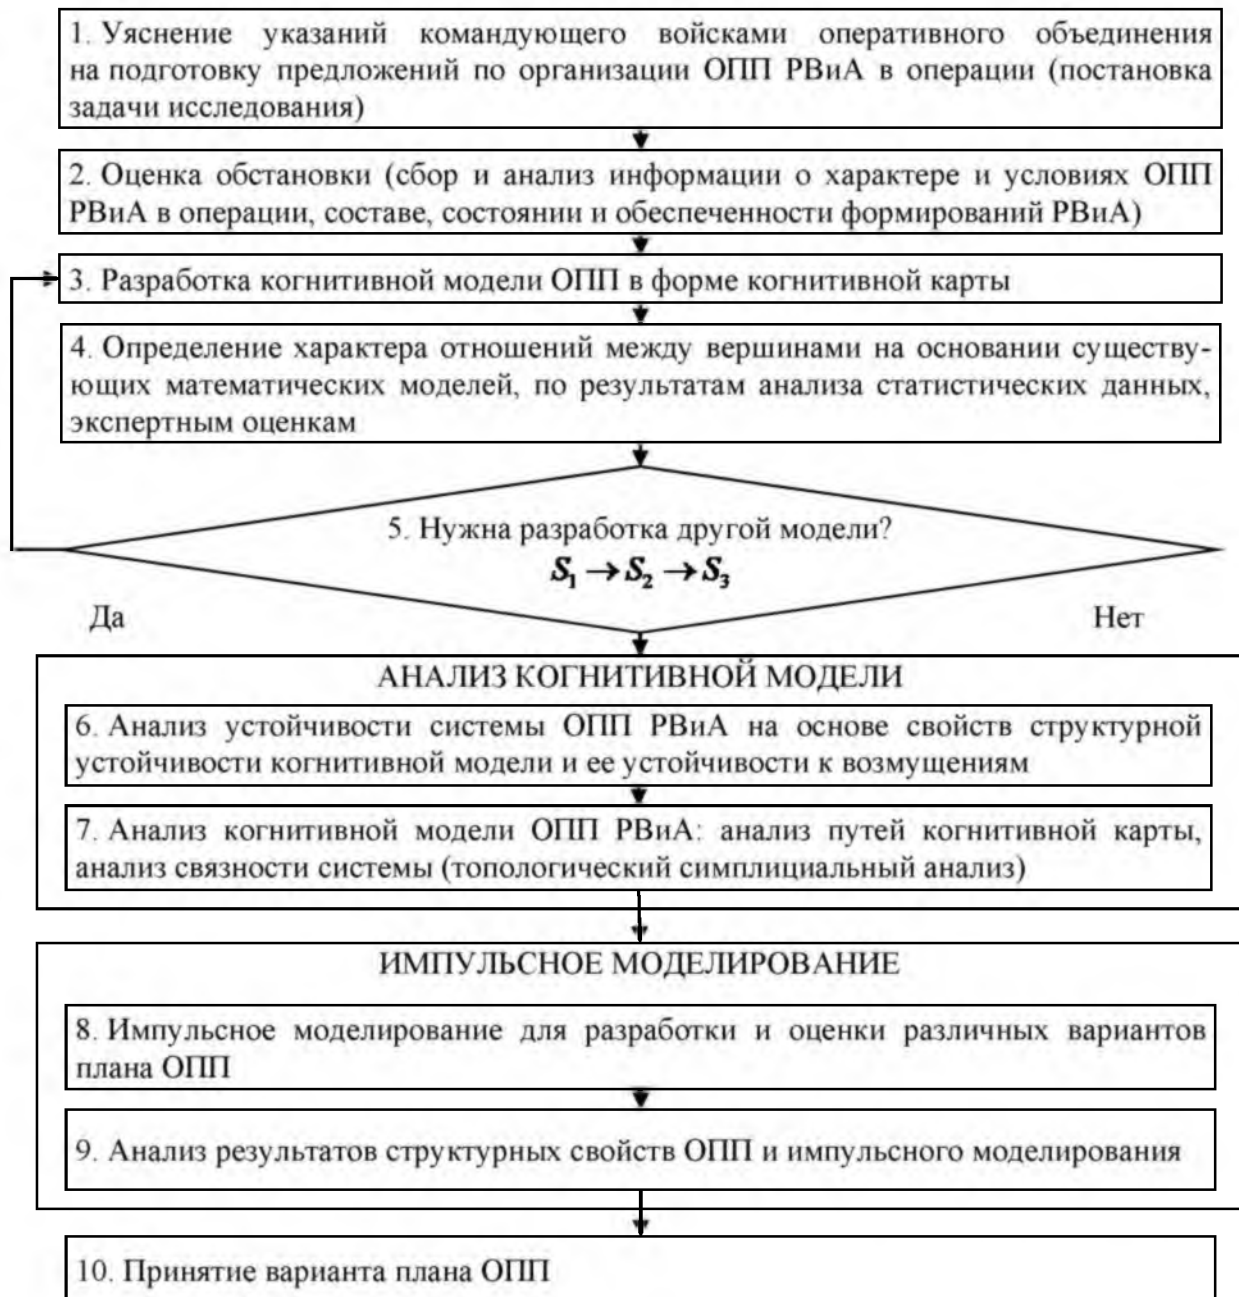 1. Уяснение указаний командующего войсками оперативного объединения
на подготовку предложений по организации ОПП РВиА в операции (постановка
задачи исследования)
2. Оценка обстановки (сбор и анализ информации о характере и условиях ОПП
РВиА в операции, составе, состоянии и обеспеченности формирований РВиА)
3. Разработка когнитивной модели ОПП в форме когнитивной карты
4. Определение характера отношений между вершинами на основании существу-
ющих математических моделей, по результатам анализа статистических данных,
экспертным оценкам
5. Нужна разработка другой модели?
S₁ → S₂ → S₃
Да
Нет
АНАЛИЗ КОГНИТИВНОЙ МОДЕЛИ
6. Анализ устойчивости системы ОПП РВиА на основе свойств структурной
устойчивости когнитивной модели и ее устойчивости к возмущениям
7. Анализ когнитивной модели ОПП РВиА: анализ путей когнитивной карты,
анализ связности системы (топологический симплициальный анализ)
ИМПУЛЬСНОЕ МОДЕЛИРОВАНИЕ
8. Импульсное моделирование для разработки и оценки различных вариантов
плана ОПП
9. Анализ результатов структурных свойств ОПП и импульсного моделирования
10. Принятие варианта плана ОПП